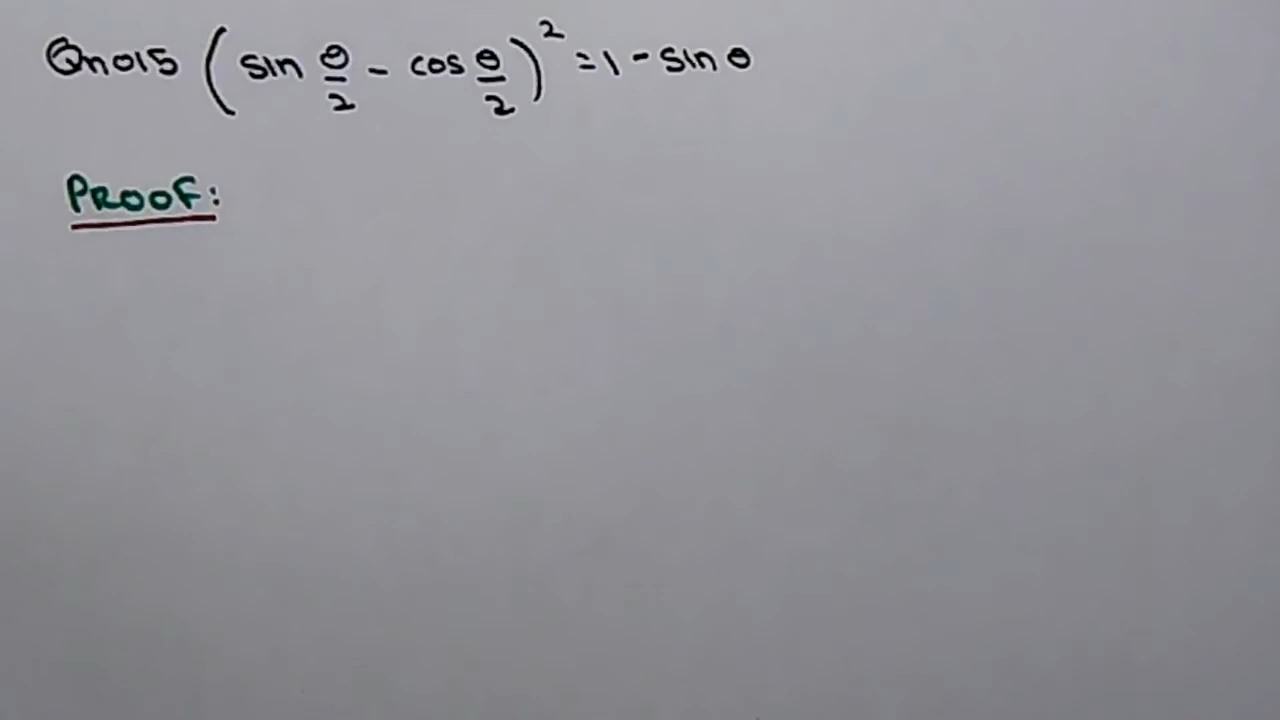 Qno15 (sin θ/2 - cos θ/2)² = 1 - sin θ
PROOF: